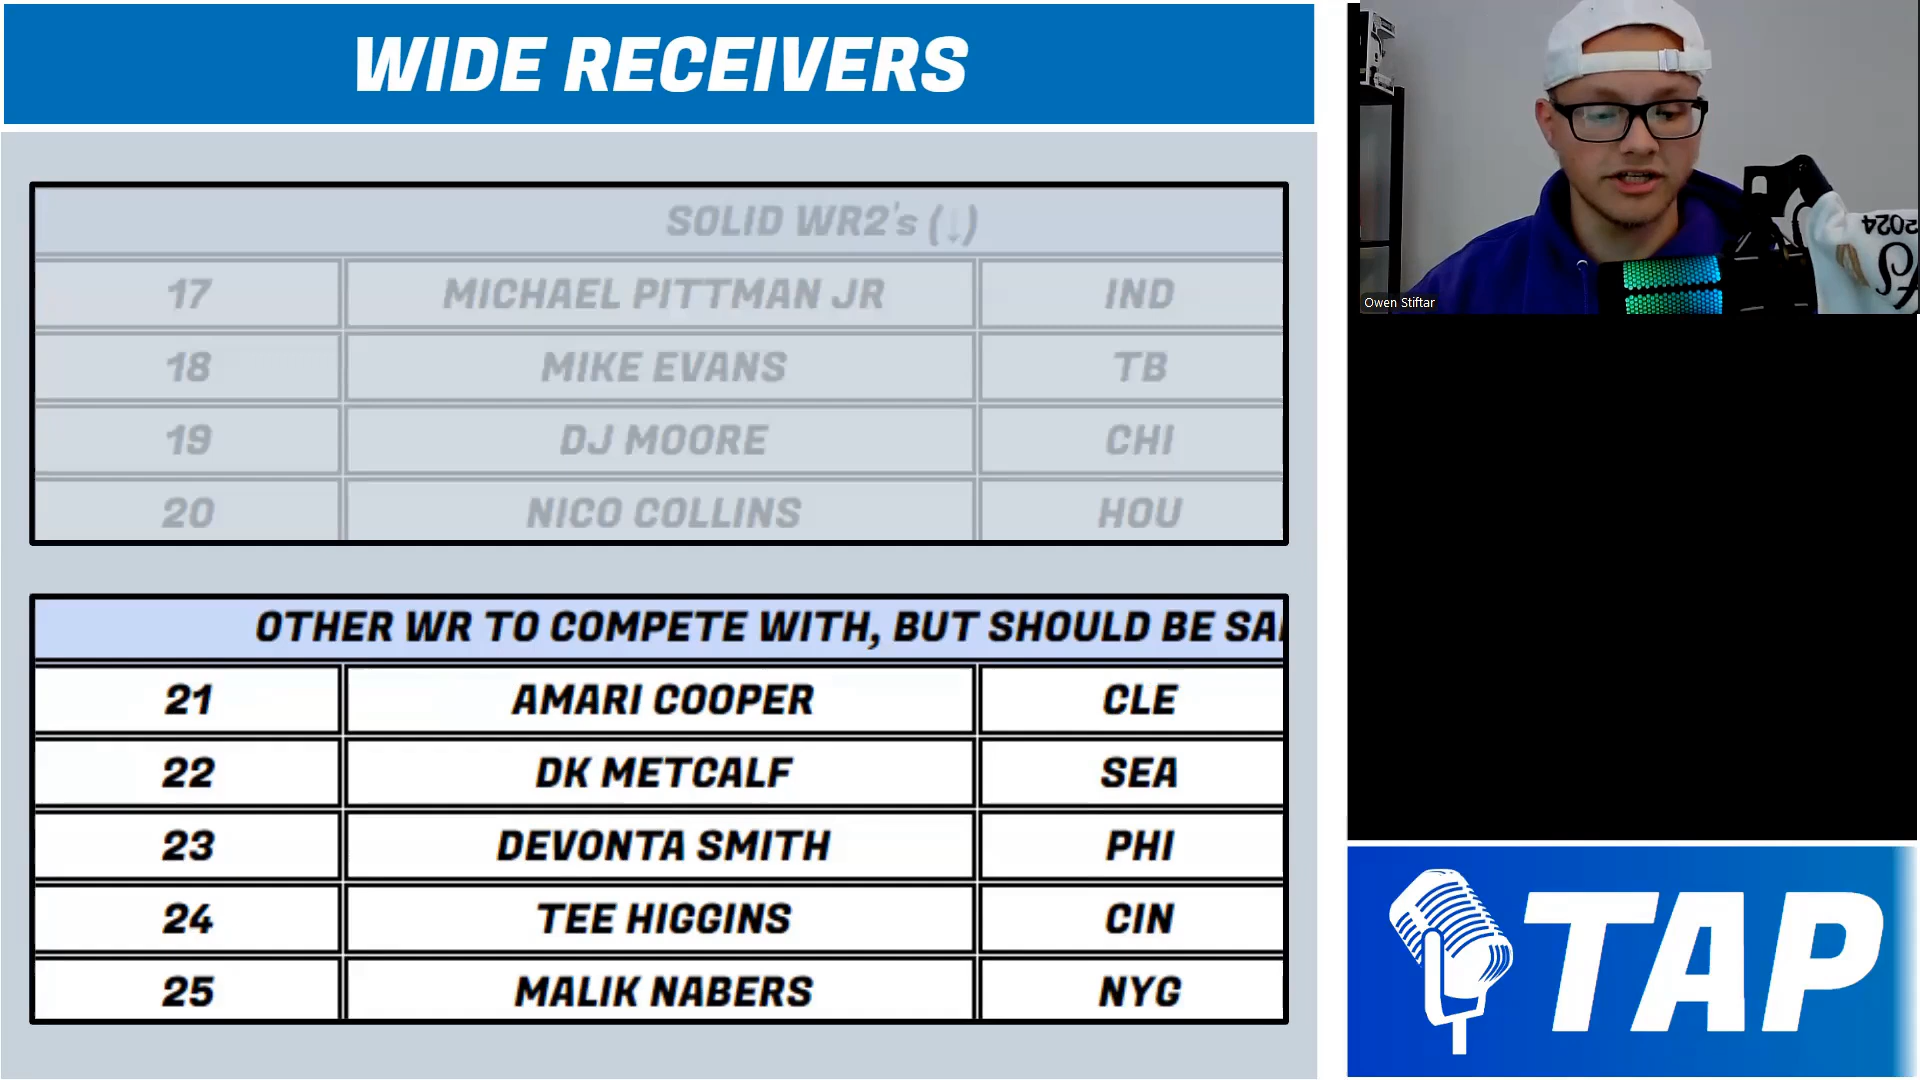 WIDE RECEIVERS
SOLID WR2's (↓)
17 MICHAEL PITTMAN JR IND
18 MIKE EVANS TB
19 DJ MOORE CHI
20 NICO COLLINS HOU
OTHER WR TO COMPETE WITH, BUT SHOULD BE
21 AMARI COOPER CLE
22 DK METCALF SEA
23 DEVONTA SMITH PHI
24 TEE HIGGINS CIN
25 MALIK NABERS NYG
2024
Owen Stiftar
TAP